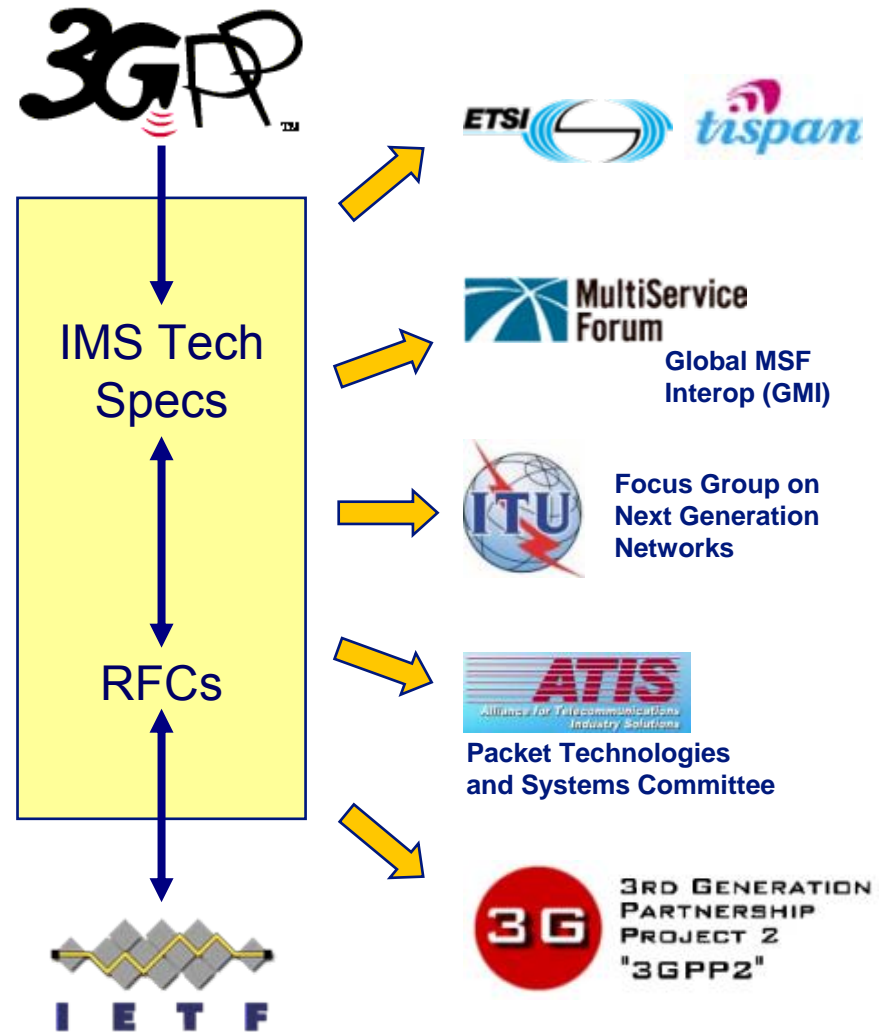 3GPP
TM
ETSI
tispan
MultiService
Forum
Global MSF
Interop (GMI)
IMS Tech
Specs
ITU
Focus Group on
Next Generation
Networks
RFCs
ATIS
Alliance for Telecommunications
Industry Solutions
Packet Technologies
and Systems Committee
3G
3RD GENERATION
PARTNERSHIP
PROJECT 2
"3GPP2"
IETF